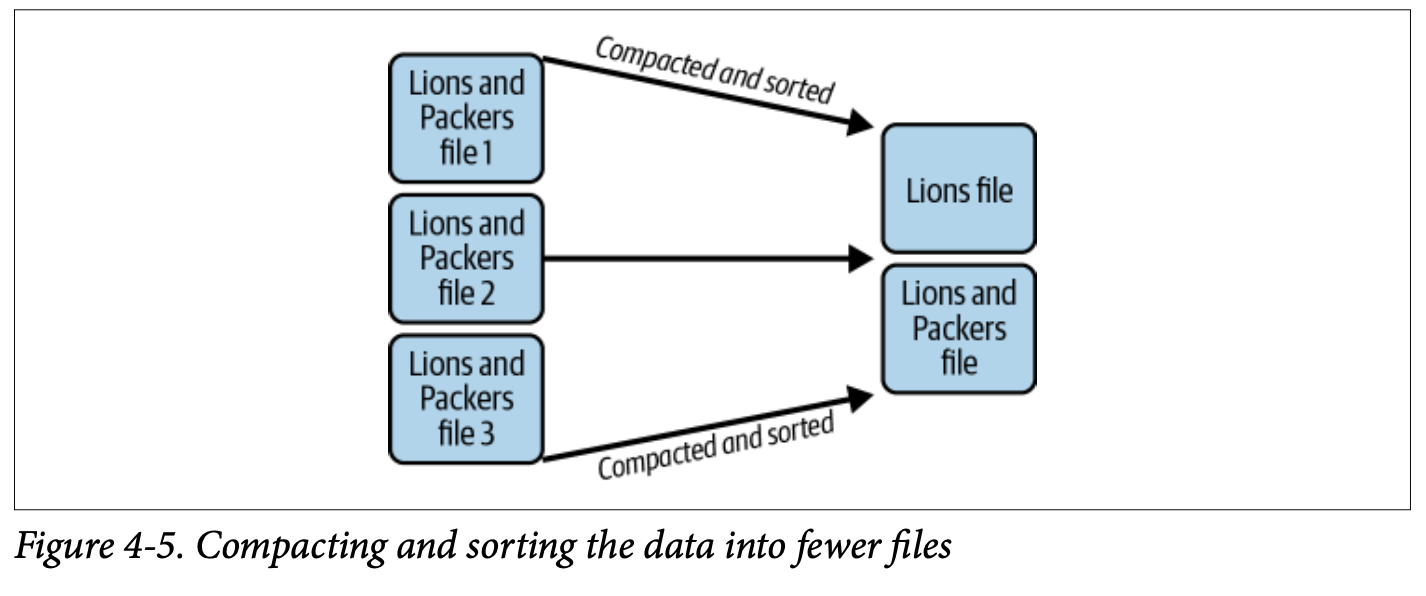 Compacted and sorted
Lions and
Packers
file 1
Lions and
Packers
file 2
Lions and
Packers
file 3
Lions file
Lions and
Packers
file
Compacted and sorted
Figure 4-5. Compacting and sorting the data into fewer files